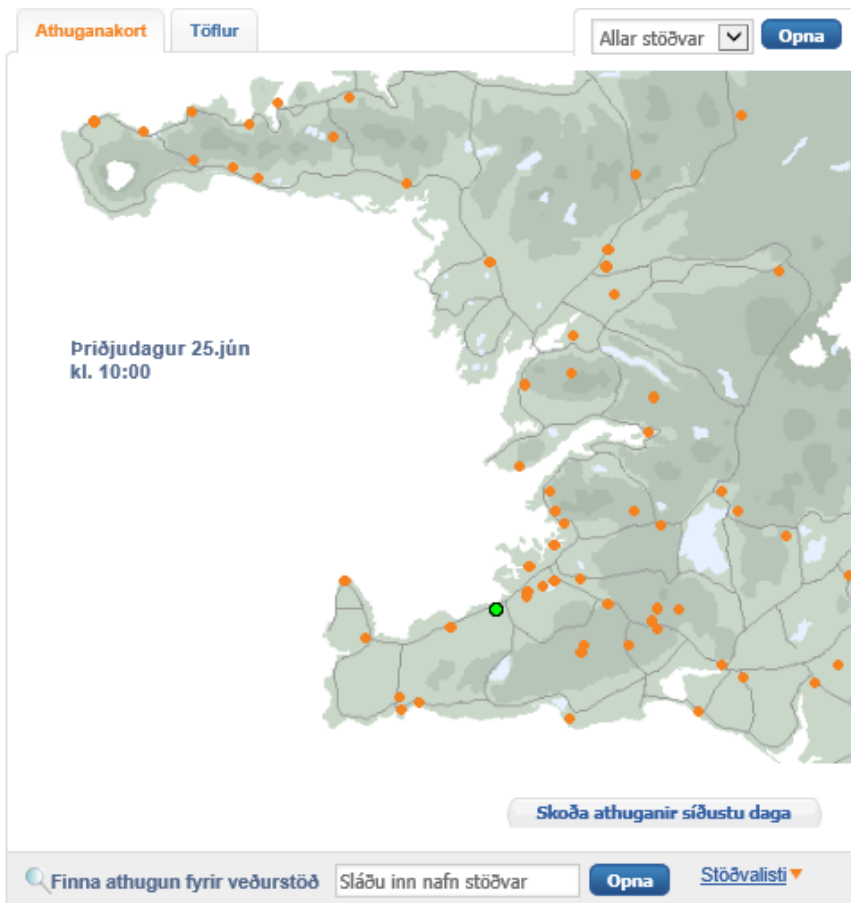 Athuganakort
Töflur
Allar stöðvar
Opna
Þriðjudagur 25.jún
kl. 10:00
Skoða athuganir síðustu daga
Finna athugun fyrir veðurstöð
Sláðu inn nafn stöðvar
Opna
Stöðvalisti